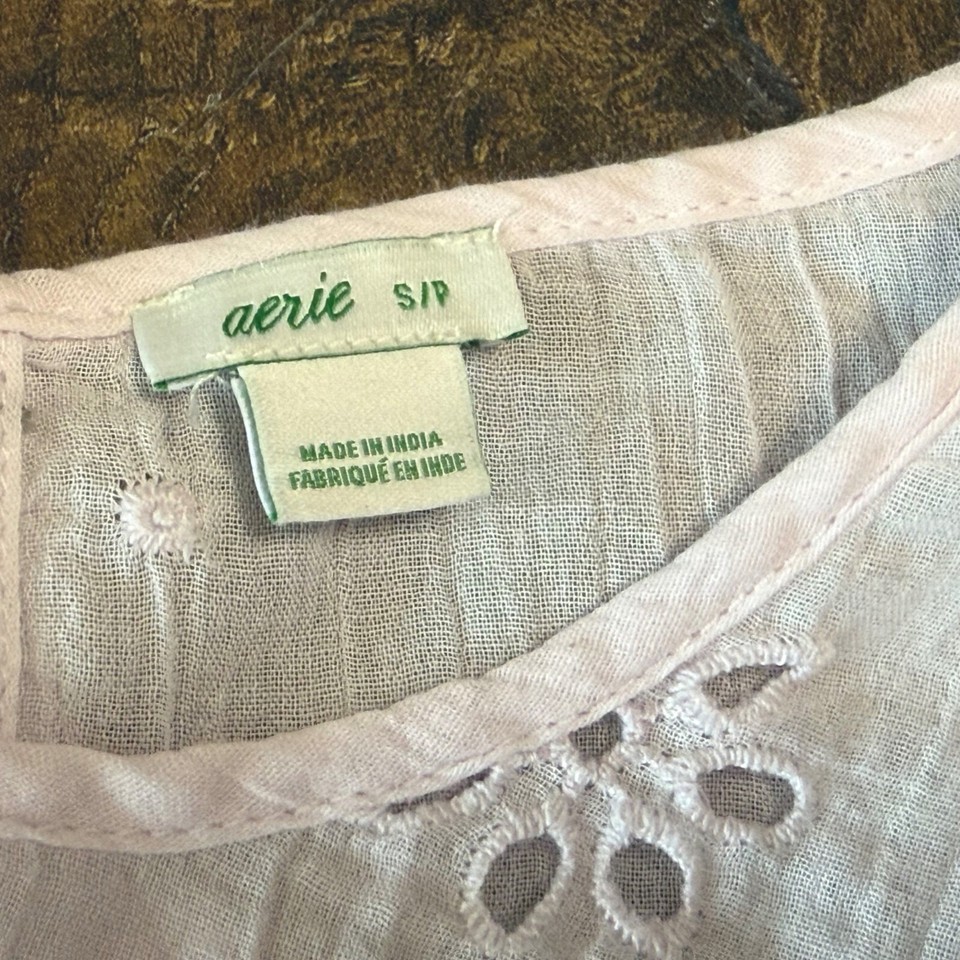 aerie S/P
MADE IN INDIA
FABRIQUÉ EN INDE